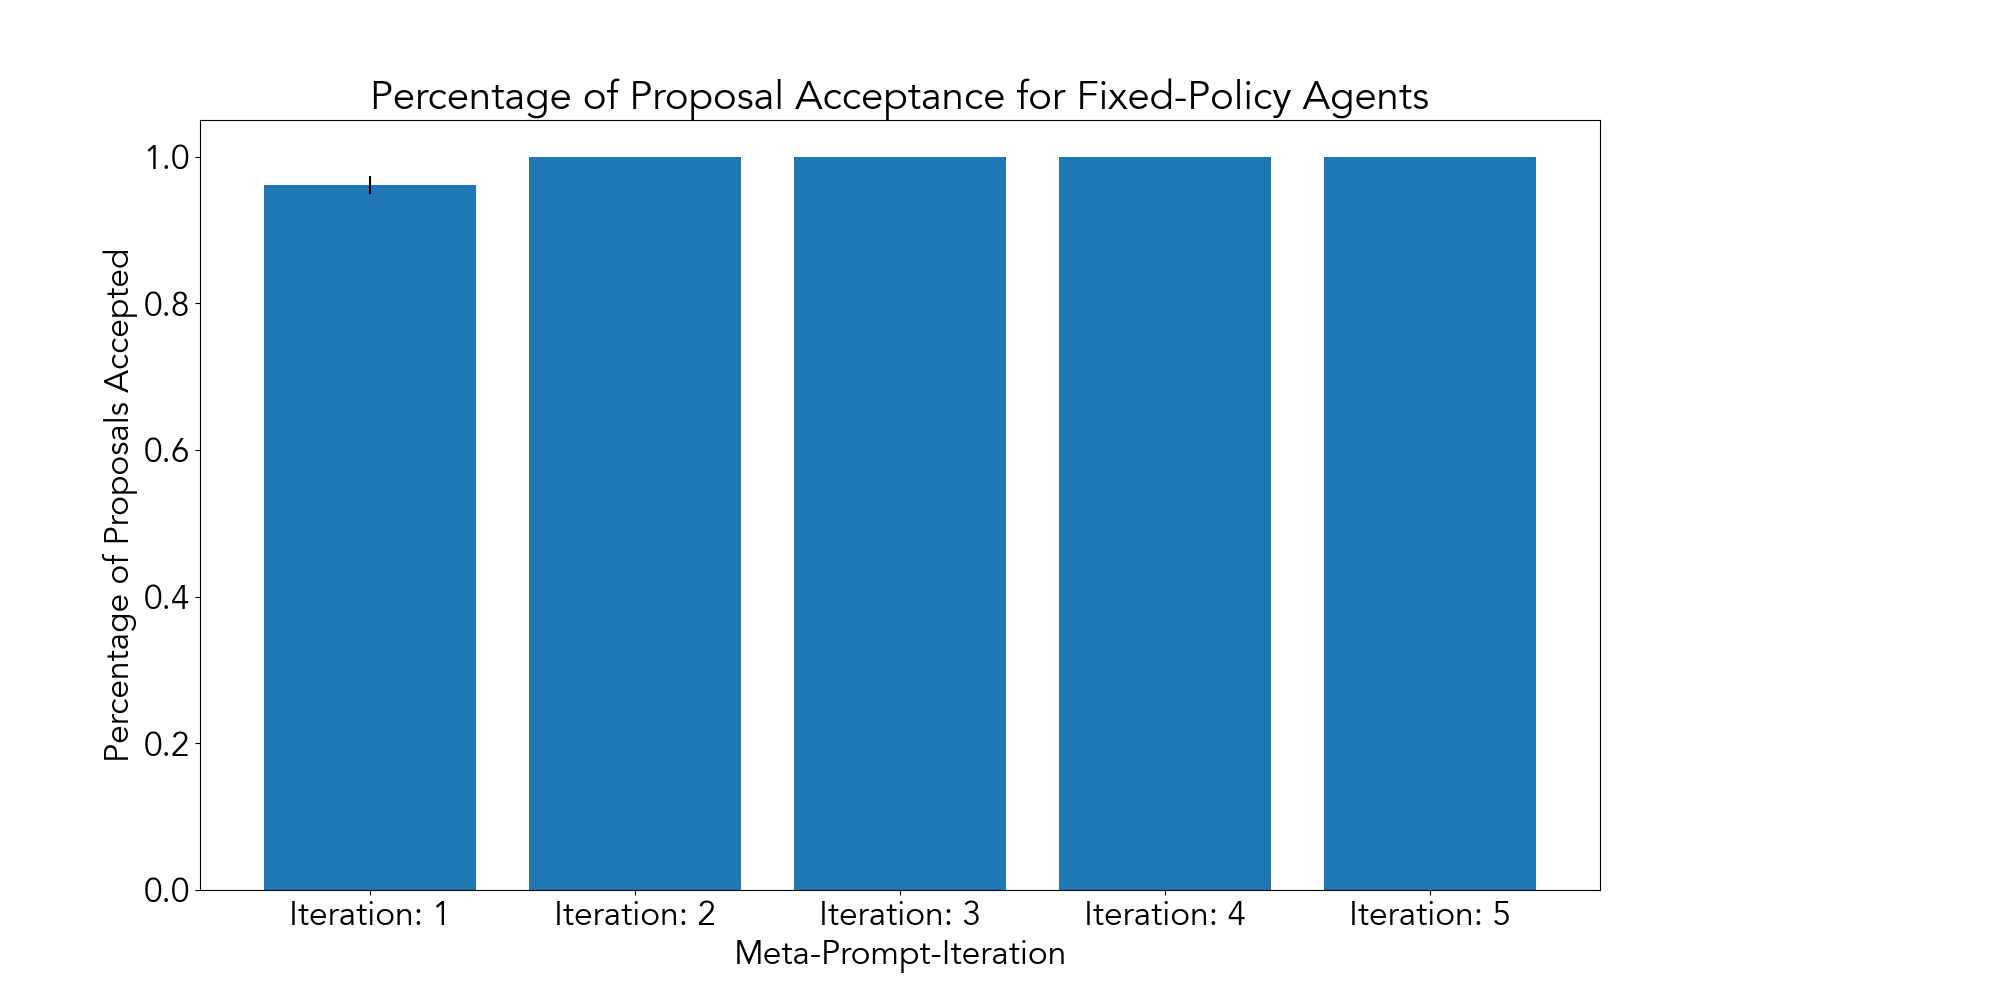 Percentage of Proposal Acceptance for Fixed-Policy Agents
Percentage of Proposals Accepted
1.0
0.8
0.6
0.4
0.2
0.0
Iteration: 1
Iteration: 2
Iteration: 3
Iteration: 4
Iteration: 5
Meta-Prompt-Iteration